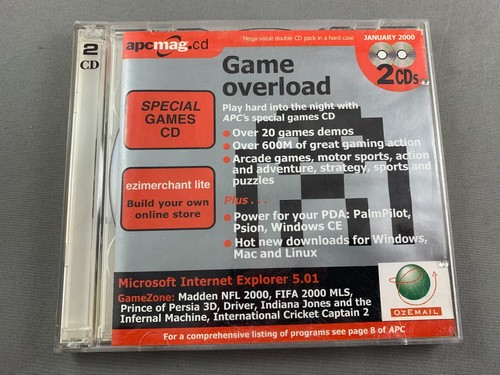 2
CD
apcmag.cd
Mega-value double CD pack in a hard case
JANUARY 2000
2CDs
Game
overload
SPECIAL
GAMES
CD
Play hard into the night with
APC's special games CD
Over 20 games demos
Over 600M of great gaming action
Arcade games, motor sports, action
and adventure, strategy, sports and
puzzles
ezimerchant lite
Build your own
online store
Plus . . .
Power for your PDA: PalmPilot,
Psion, Windows CE
Hot new downloads for Windows,
Mac and Linux
Microsoft Internet Explorer 5.01
GameZone: Madden NFL 2000, FIFA 2000 MLS,
Prince of Persia 3D, Driver, Indiana Jones and the
Infernal Machine, International Cricket Captain 2
OZEMAIL
For a comprehensive listing of programs see page 8 of APC